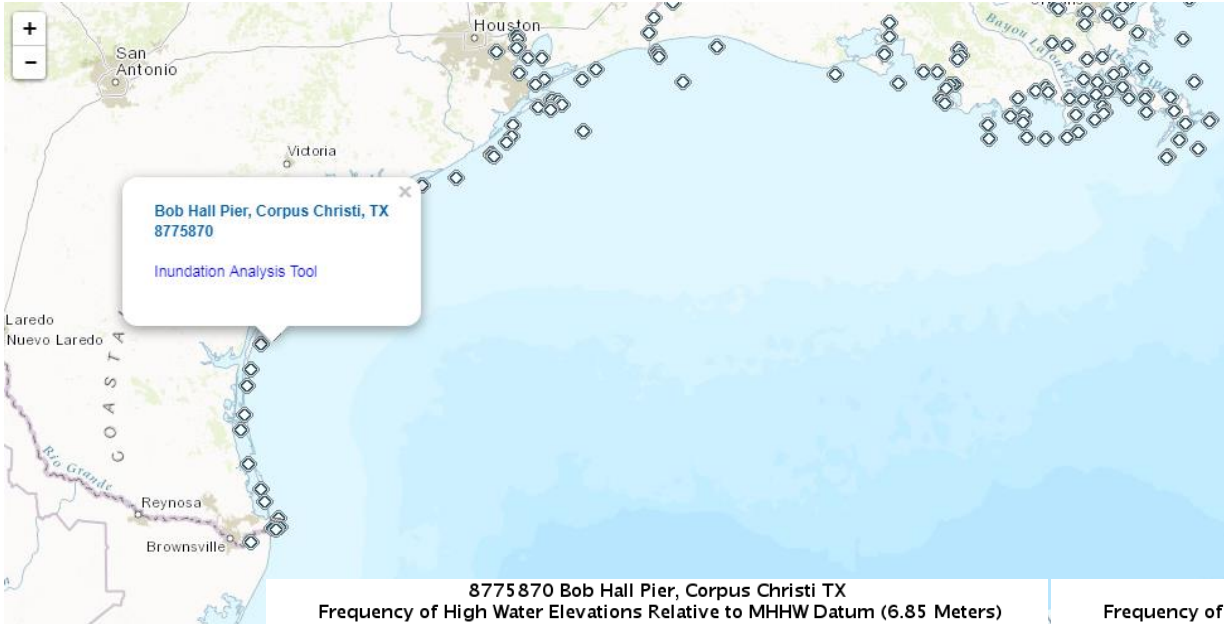 +
−
San
Antonio
Houston
Bayou Lafourche
Victoria
×
Bob Hall Pier, Corpus Christi, TX
8775870
Inundation Analysis Tool
Laredo
Nuevo Laredo
COASTA
Rio Grande
Reynosa
Brownsville
8775870 Bob Hall Pier, Corpus Christi TX
Frequency of High Water Elevations Relative to MHHW Datum (6.85 Meters)
Frequency of